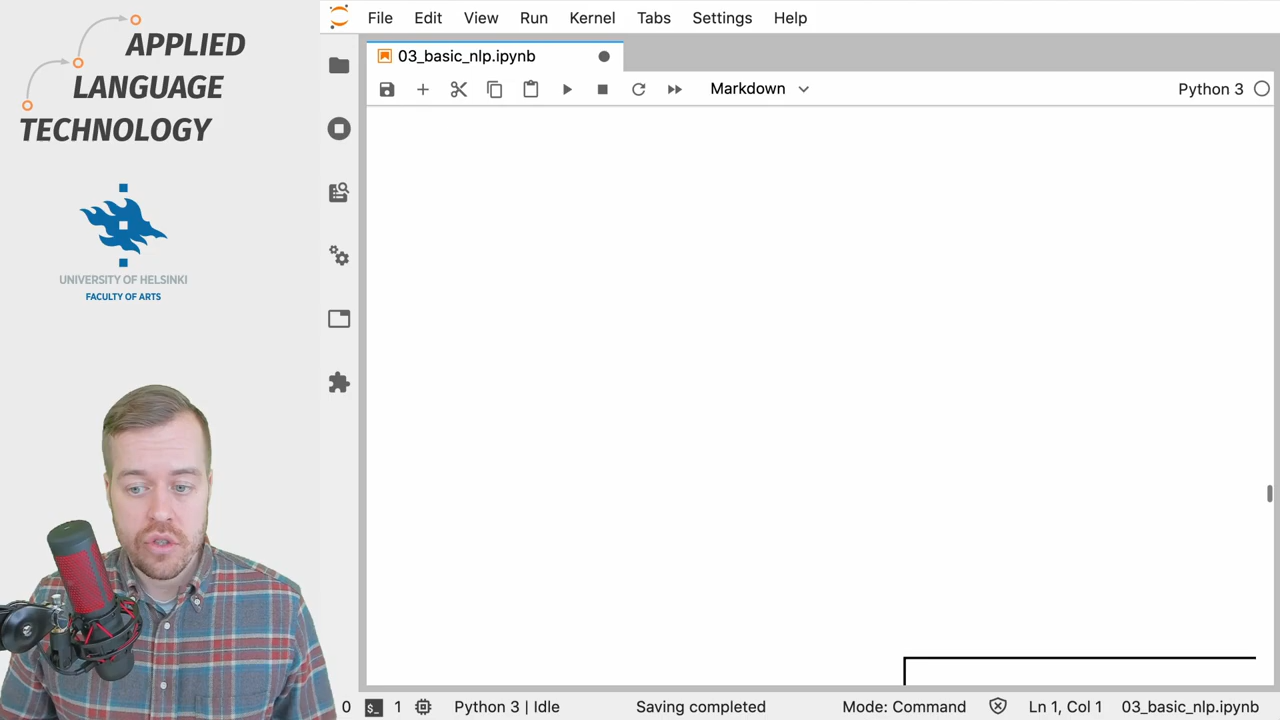 APPLIED
LANGUAGE
TECHNOLOGY
UNIVERSITY OF HELSINKI
FACULTY OF ARTS
File Edit View Run Kernel Tabs Settings Help
03_basic_nlp.ipynb
Markdown
Python 3
0
$_
1
Python 3 | Idle
Saving completed
Mode: Command
Ln 1, Col 1
03_basic_nlp.ipynb